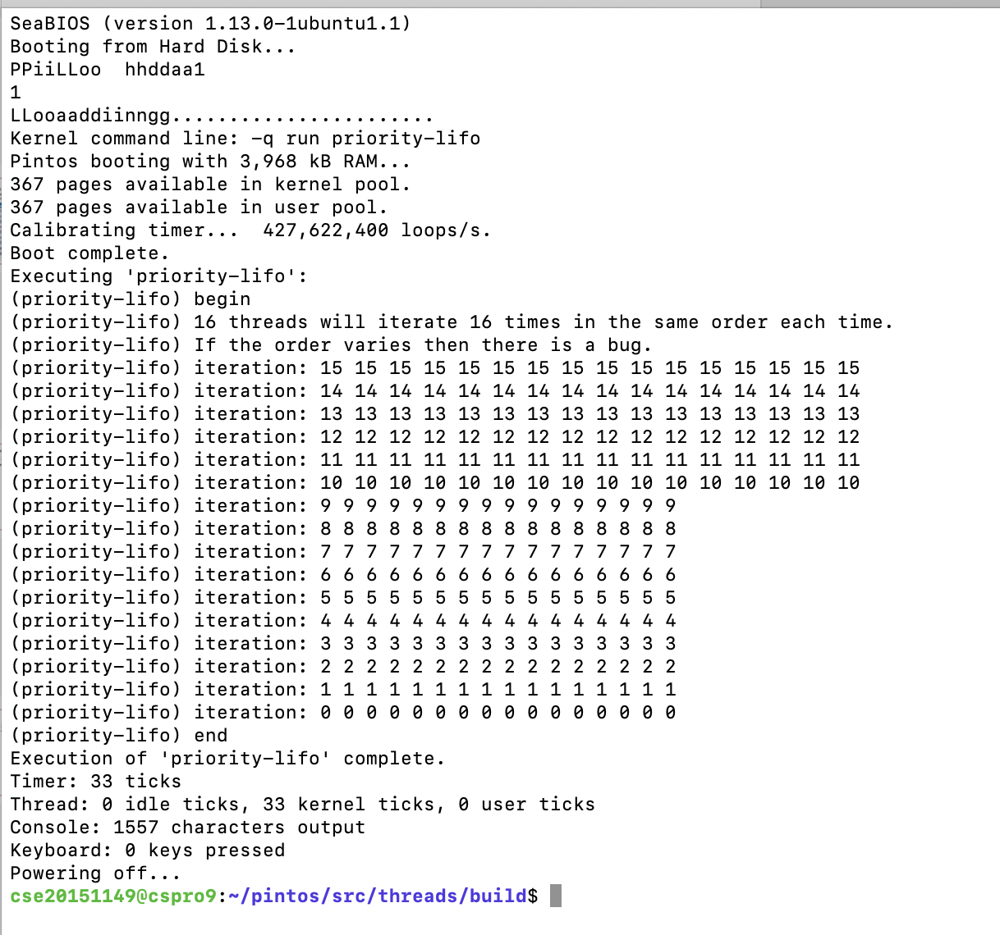 SeaBIOS (version 1.13.0-1ubuntu1.1)
Booting from Hard Disk...
PPiiLLoo  hhddaa1
1
LLooaaddiinngg.......................
Kernel command line: -q run priority-lifo
Pintos booting with 3,968 kB RAM...
367 pages available in kernel pool.
367 pages available in user pool.
Calibrating timer...  427,622,400 loops/s.
Boot complete.
Executing 'priority-lifo':
(priority-lifo) begin
(priority-lifo) 16 threads will iterate 16 times in the same order each time.
(priority-lifo) If the order varies then there is a bug.
(priority-lifo) iteration: 15 15 15 15 15 15 15 15 15 15 15 15 15 15 15 15
(priority-lifo) iteration: 14 14 14 14 14 14 14 14 14 14 14 14 14 14 14 14
(priority-lifo) iteration: 13 13 13 13 13 13 13 13 13 13 13 13 13 13 13 13
(priority-lifo) iteration: 12 12 12 12 12 12 12 12 12 12 12 12 12 12 12 12
(priority-lifo) iteration: 11 11 11 11 11 11 11 11 11 11 11 11 11 11 11 11
(priority-lifo) iteration: 10 10 10 10 10 10 10 10 10 10 10 10 10 10 10 10
(priority-lifo) iteration: 9 9 9 9 9 9 9 9 9 9 9 9 9 9 9 9
(priority-lifo) iteration: 8 8 8 8 8 8 8 8 8 8 8 8 8 8 8 8
(priority-lifo) iteration: 7 7 7 7 7 7 7 7 7 7 7 7 7 7 7 7
(priority-lifo) iteration: 6 6 6 6 6 6 6 6 6 6 6 6 6 6 6 6
(priority-lifo) iteration: 5 5 5 5 5 5 5 5 5 5 5 5 5 5 5 5
(priority-lifo) iteration: 4 4 4 4 4 4 4 4 4 4 4 4 4 4 4 4
(priority-lifo) iteration: 3 3 3 3 3 3 3 3 3 3 3 3 3 3 3 3
(priority-lifo) iteration: 2 2 2 2 2 2 2 2 2 2 2 2 2 2 2 2
(priority-lifo) iteration: 1 1 1 1 1 1 1 1 1 1 1 1 1 1 1 1
(priority-lifo) iteration: 0 0 0 0 0 0 0 0 0 0 0 0 0 0 0 0
(priority-lifo) end
Execution of 'priority-lifo' complete.
Timer: 33 ticks
Thread: 0 idle ticks, 33 kernel ticks, 0 user ticks
Console: 1557 characters output
Keyboard: 0 keys pressed
Powering off...
cse20151149@cspro9:~/pintos/src/threads/build$